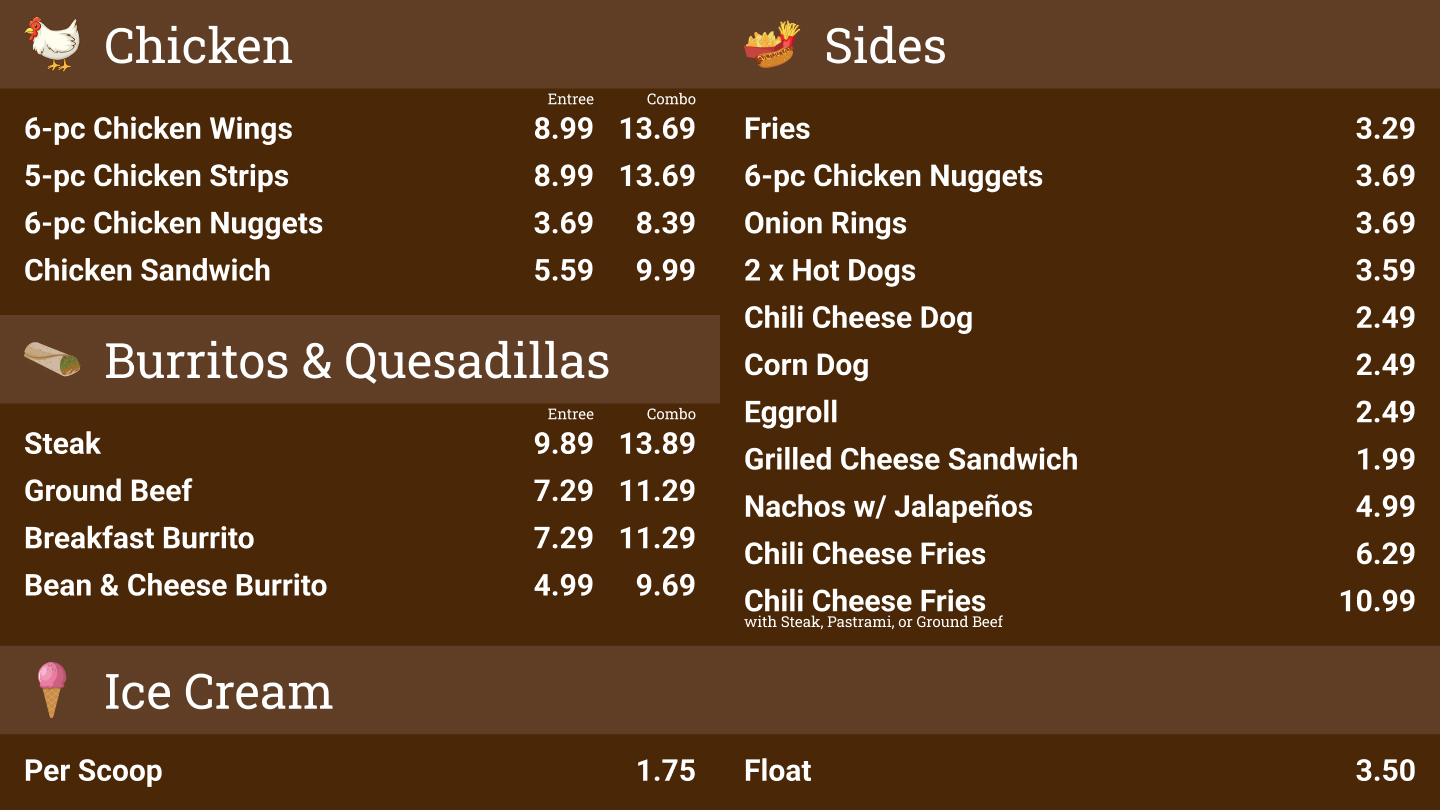 Chicken
Entree Combo
6-pc Chicken Wings 8.99 13.69
5-pc Chicken Strips 8.99 13.69
6-pc Chicken Nuggets 3.69 8.39
Chicken Sandwich 5.59 9.99
Burritos & Quesadillas
Entree Combo
Steak 9.89 13.89
Ground Beef 7.29 11.29
Breakfast Burrito 7.29 11.29
Bean & Cheese Burrito 4.99 9.69
Sides
Fries 3.29
6-pc Chicken Nuggets 3.69
Onion Rings 3.69
2 x Hot Dogs 3.59
Chili Cheese Dog 2.49
Corn Dog 2.49
Eggroll 2.49
Grilled Cheese Sandwich 1.99
Nachos w/ Jalapeños 4.99
Chili Cheese Fries 6.29
Chili Cheese Fries 10.99
with Steak, Pastrami, or Ground Beef
Ice Cream
Per Scoop 1.75
Float 3.50